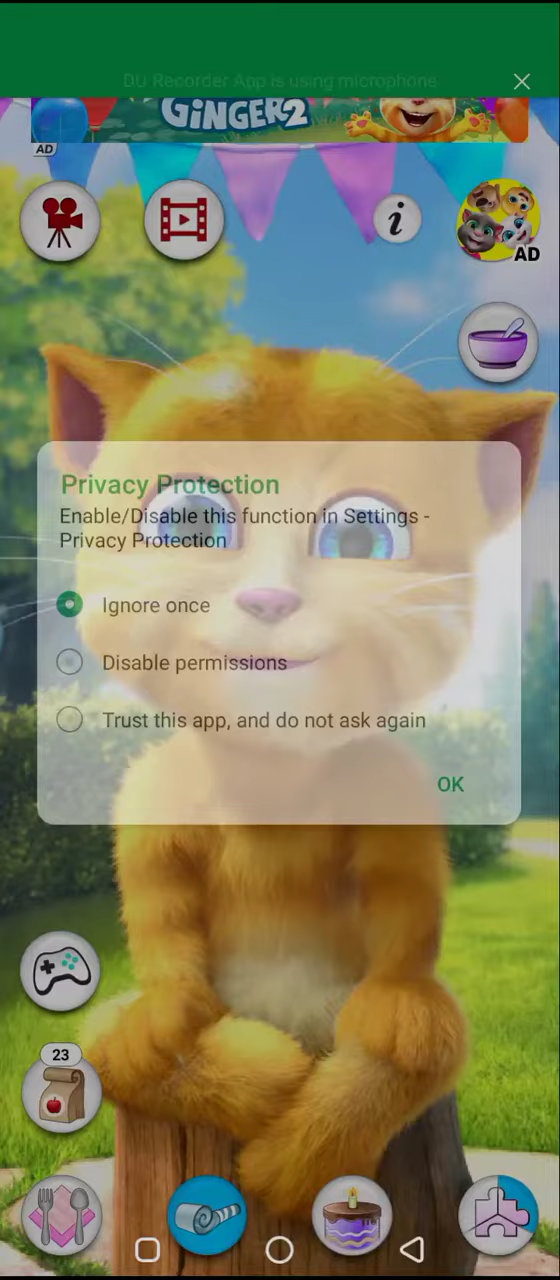 DU Recorder App is using microphone
GiNGER2
AD
i
AD
Privacy Protection
Enable/Disable this function in Settings -
Privacy Protection
Ignore once
Disable permissions
Trust this app, and do not ask again
OK
23